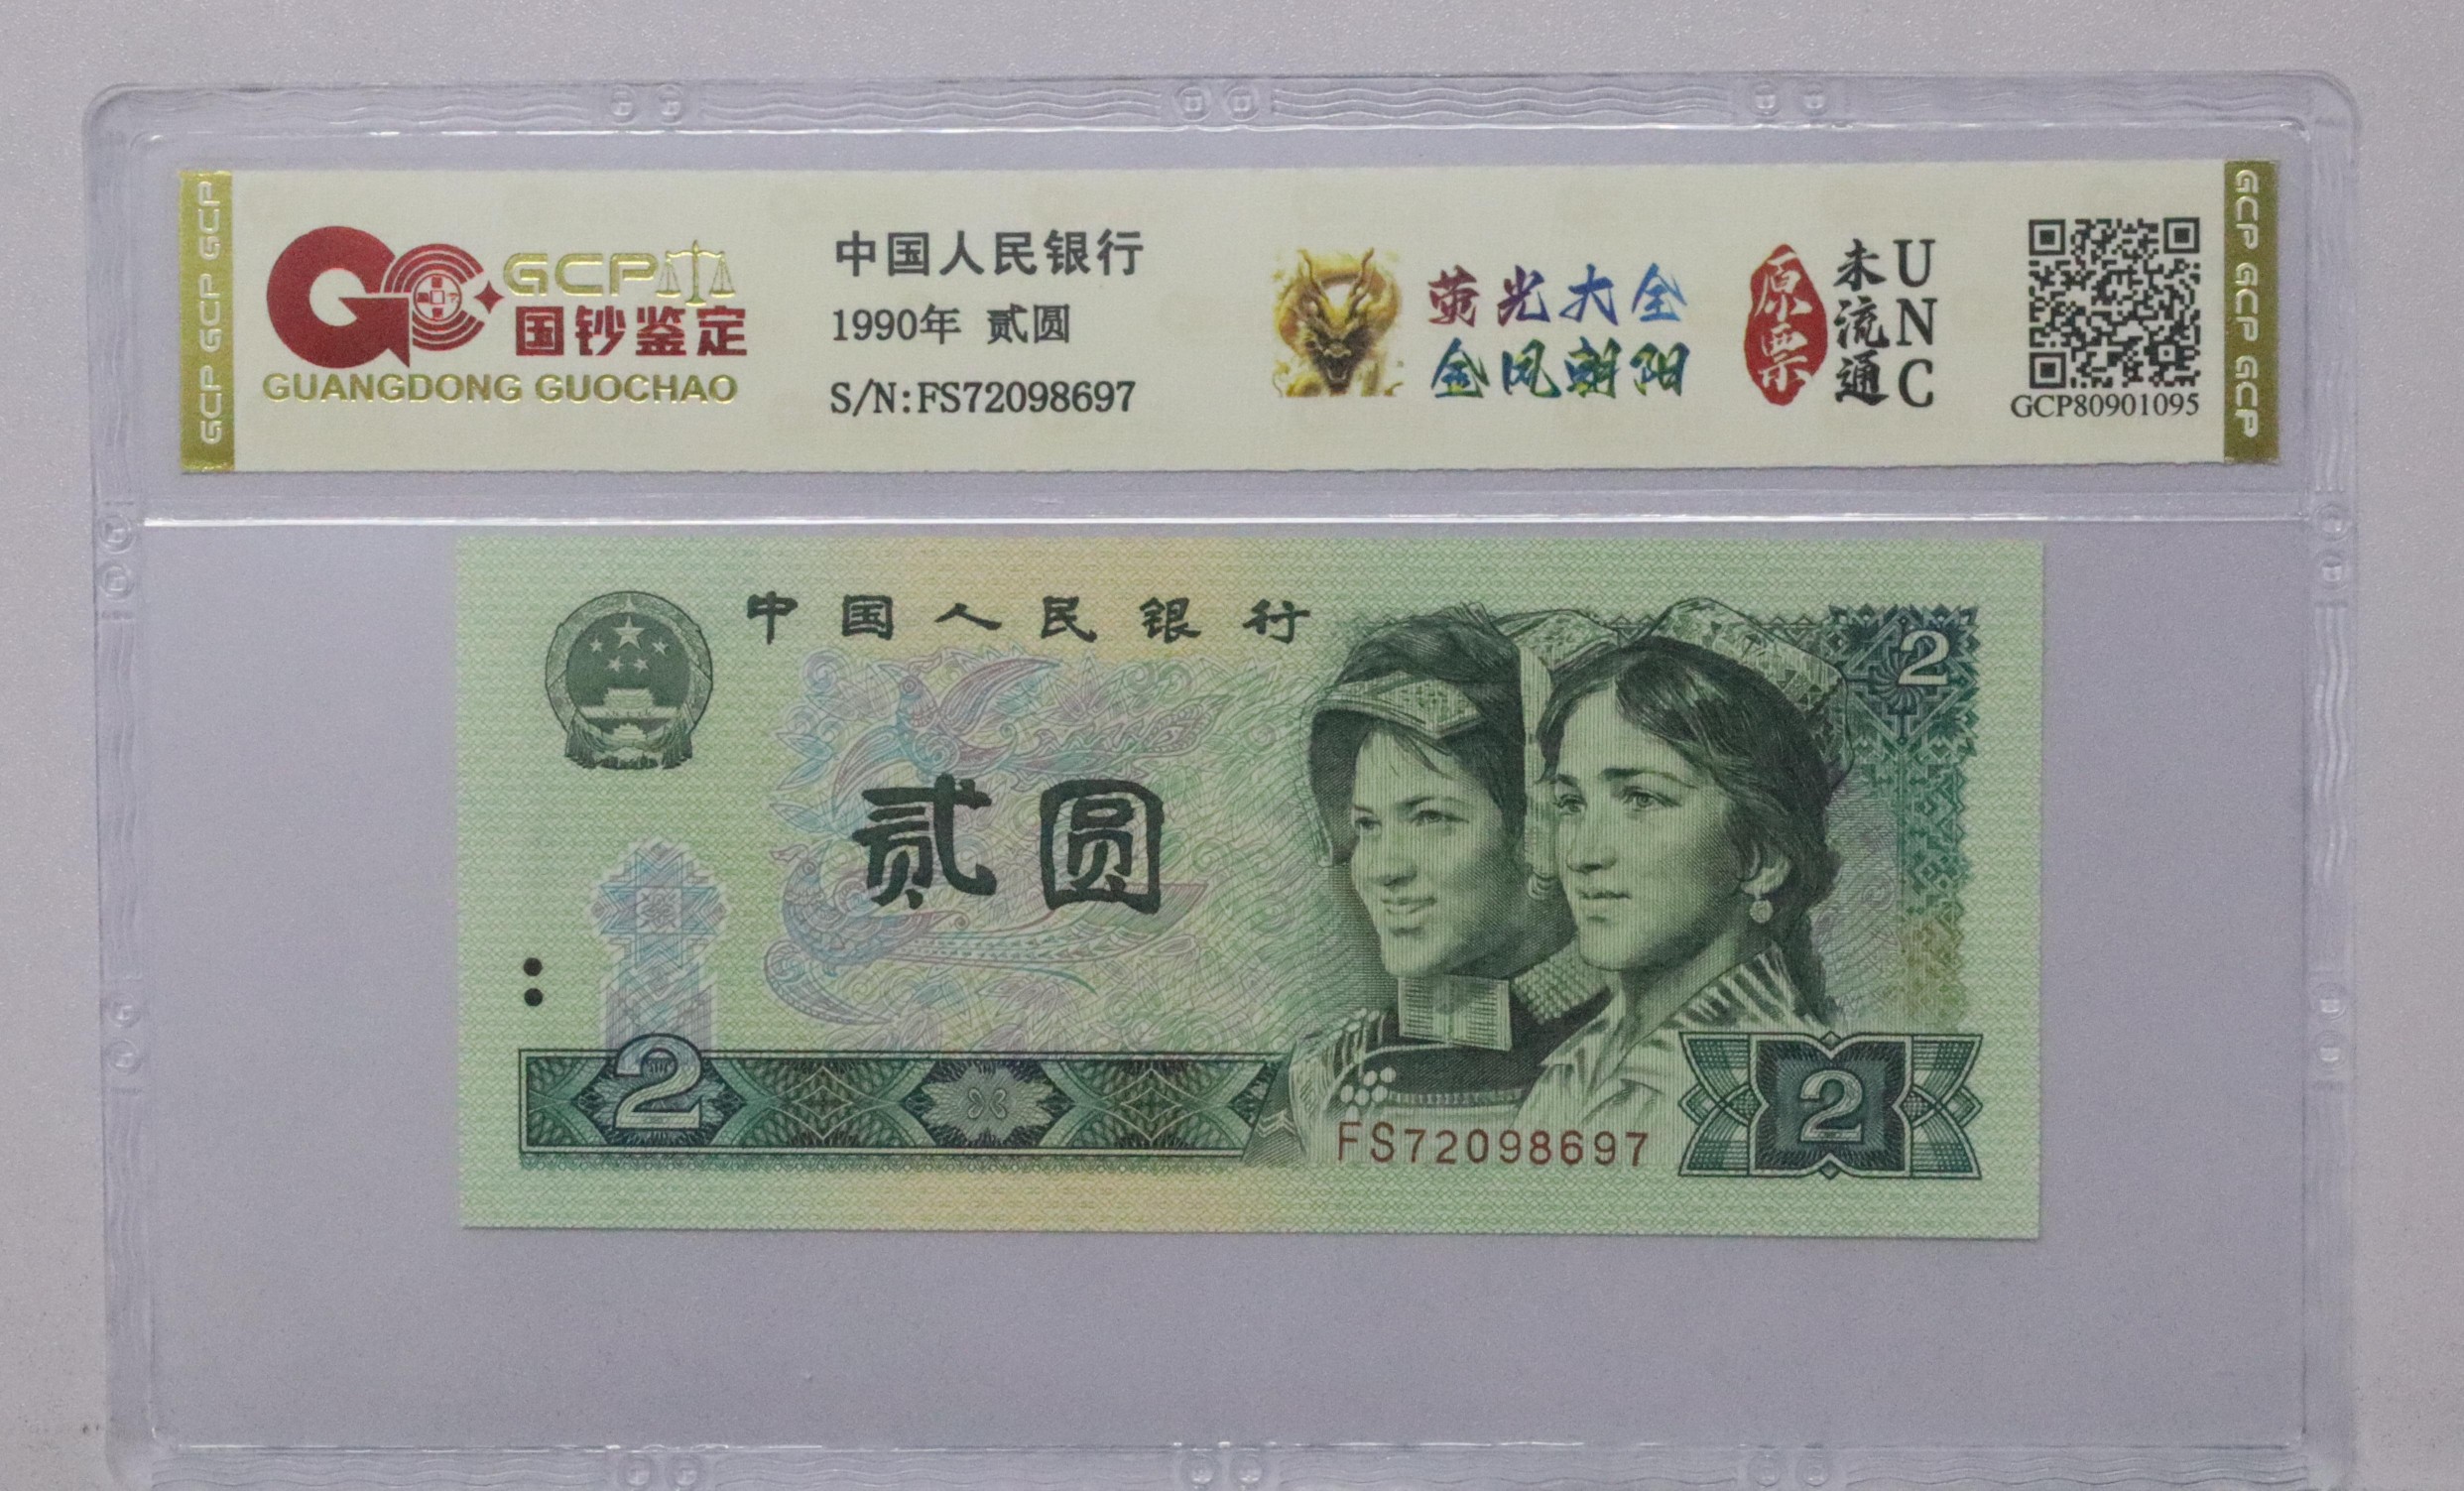 GCP GCP GCP
GCP
国钞鉴定
GUANGDONG GUOCHAO
中国人民银行
1990年 贰圆
S/N:FS72098697
荧光大全
金凤朝阳
原票
未流通
UNC
GCP80901095
GCP GCP GCP
中国人民银行
2
贰圆
2
FS72098697
2